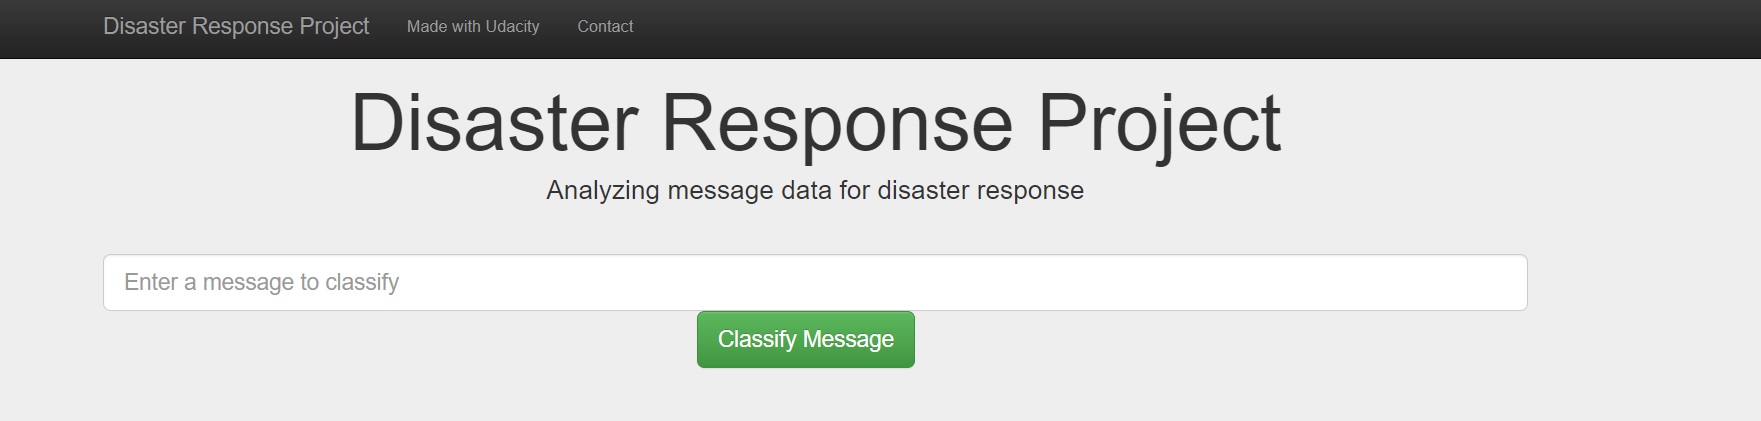 Disaster Response Project Made with Udacity Contact
Disaster Response Project
Analyzing message data for disaster response
Enter a message to classify
Classify Message